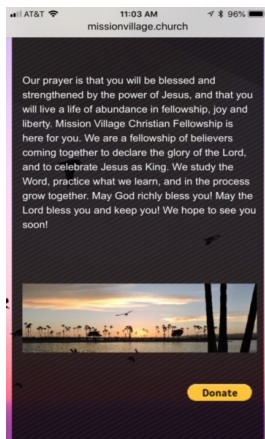 AT&T 11:03 AM 96%
missionvillage.church
Our prayer is that you will be blessed and
strengthened by the power of Jesus, and that you
will live a life of abundance in fellowship, joy and
liberty. Mission Village Christian Fellowship is
here for you. We are a fellowship of believers
coming together to declare the glory of the Lord,
and to celebrate Jesus as King. We study the
Word, practice what we learn, and in the process
grow together. May God richly bless you! May the
Lord bless you and keep you! We hope to see you
soon!
Donate